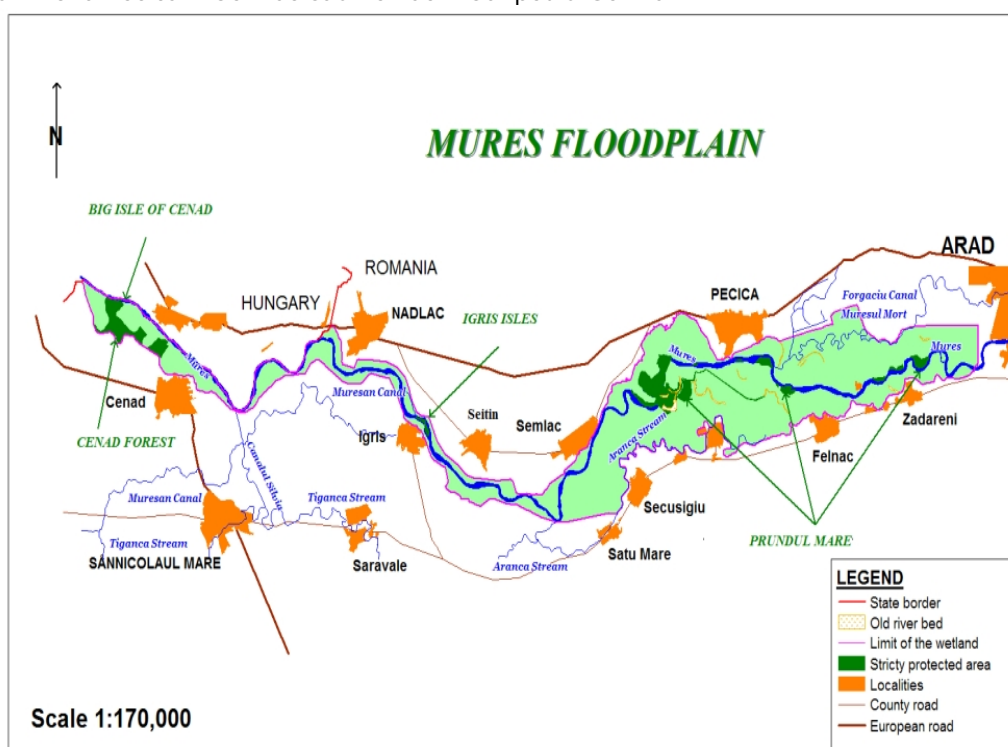 N
MURES FLOODPLAIN
BIG ISLE OF CENAD
ARAD
ROMANIA
HUNGARY
NADLAC
PECICA
Forgaciu Canal
Muresul Mort
IGRIS ISLES
Mures
Mures
Mures
Muresan Canal
Cenad
Seitin
Semlac
Zadareni
CENAD FOREST
Igris
Aranca Stream
Felnac
Canalul Silvia
Muresan Canal
Tiganca Stream
Secusigiu
Tiganca Stream
PRUNDUL MARE
SÂNNICOLAUL MARE
Saravale
Aranca Stream
Satu Mare
LEGEND
State border
Old river bed
Limit of the wetland
Stricty protected area
Localities
County road
European road
Scale 1:170,000